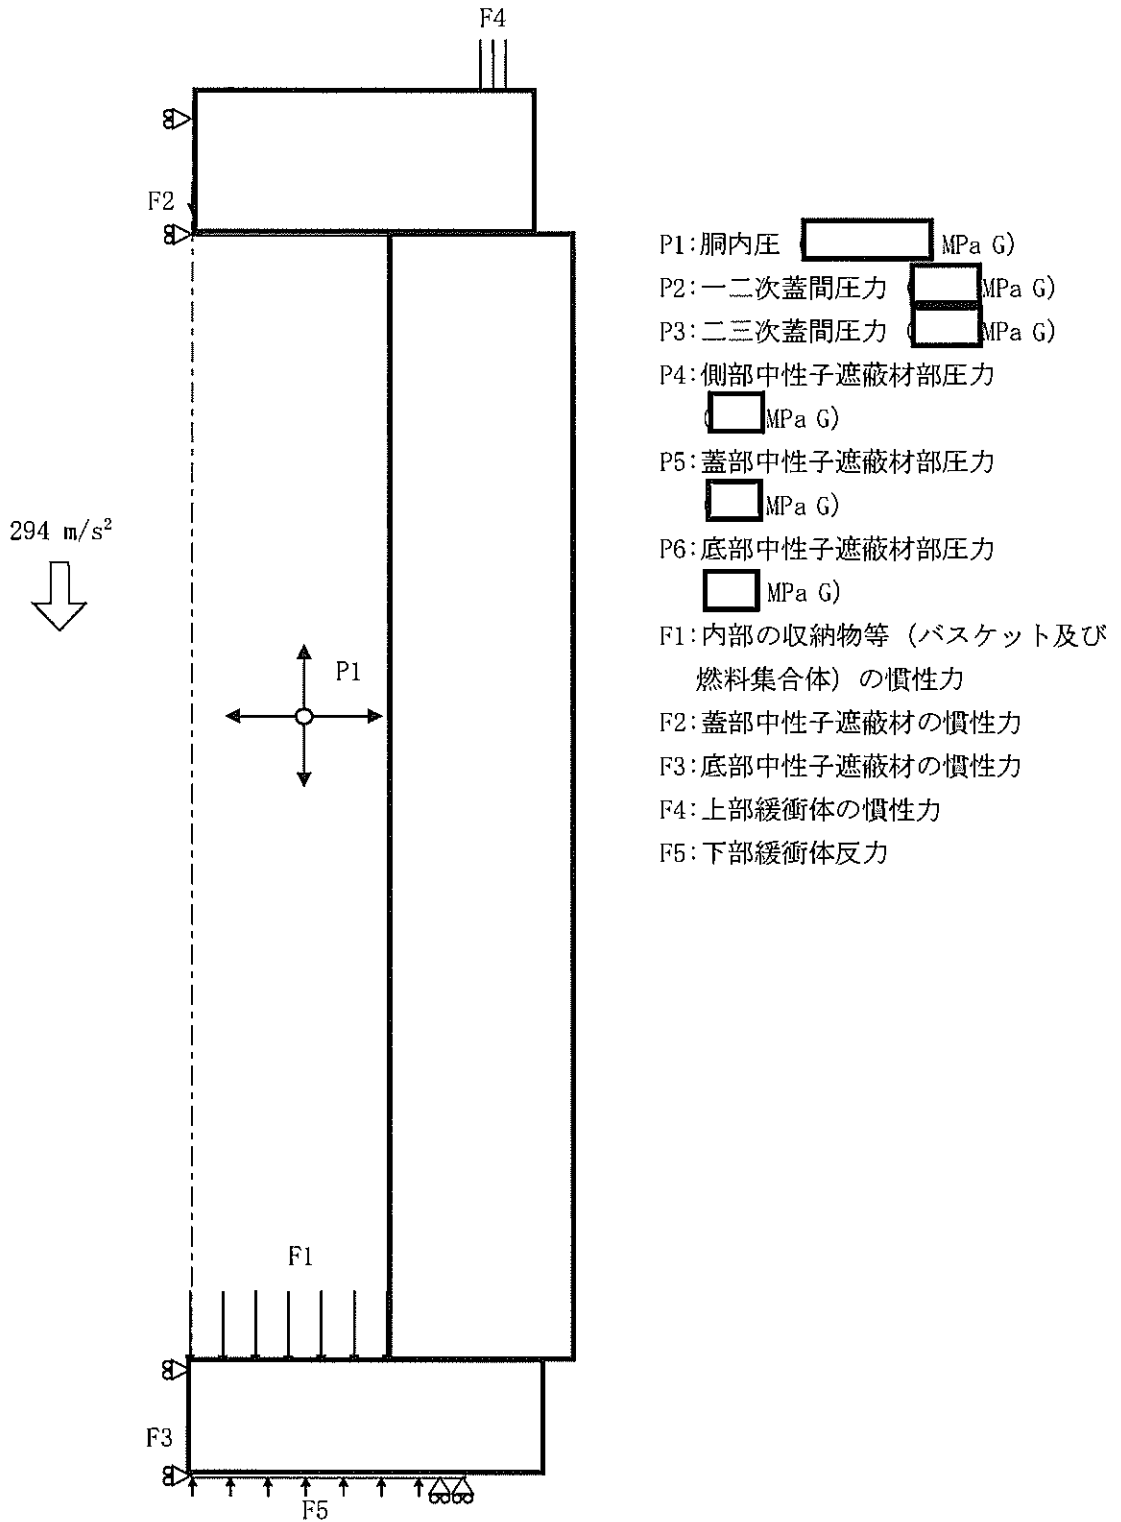 F4
F2
P1:胴内圧 ( MPa G)
P2:一二次蓋間圧力 ( MPa G)
P3:二三次蓋間圧力 ( MPa G)
P4:側部中性子遮蔽材部圧力
( MPa G)
P5:蓋部中性子遮蔽材部圧力
( MPa G)
P6:底部中性子遮蔽材部圧力
MPa G)
F1:内部の収納物等(バスケット及び
燃料集合体)の慣性力
F2:蓋部中性子遮蔽材の慣性力
F3:底部中性子遮蔽材の慣性力
F4:上部緩衝体の慣性力
F5:下部緩衝体反力
294 m/s²
P1
F1
F3
F5